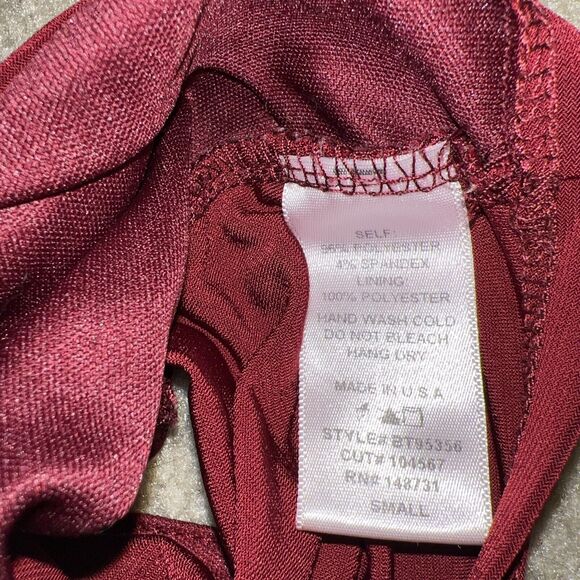 SELF:
96% POLYESTER
4% SPANDEX
LINING:
100% POLYESTER
HAND WASH COLD
DO NOT BLEACH
HANG DRY
MADE IN U.S.A
STYLE# BT95356
CUT# 104567
RN# 148731
SMALL